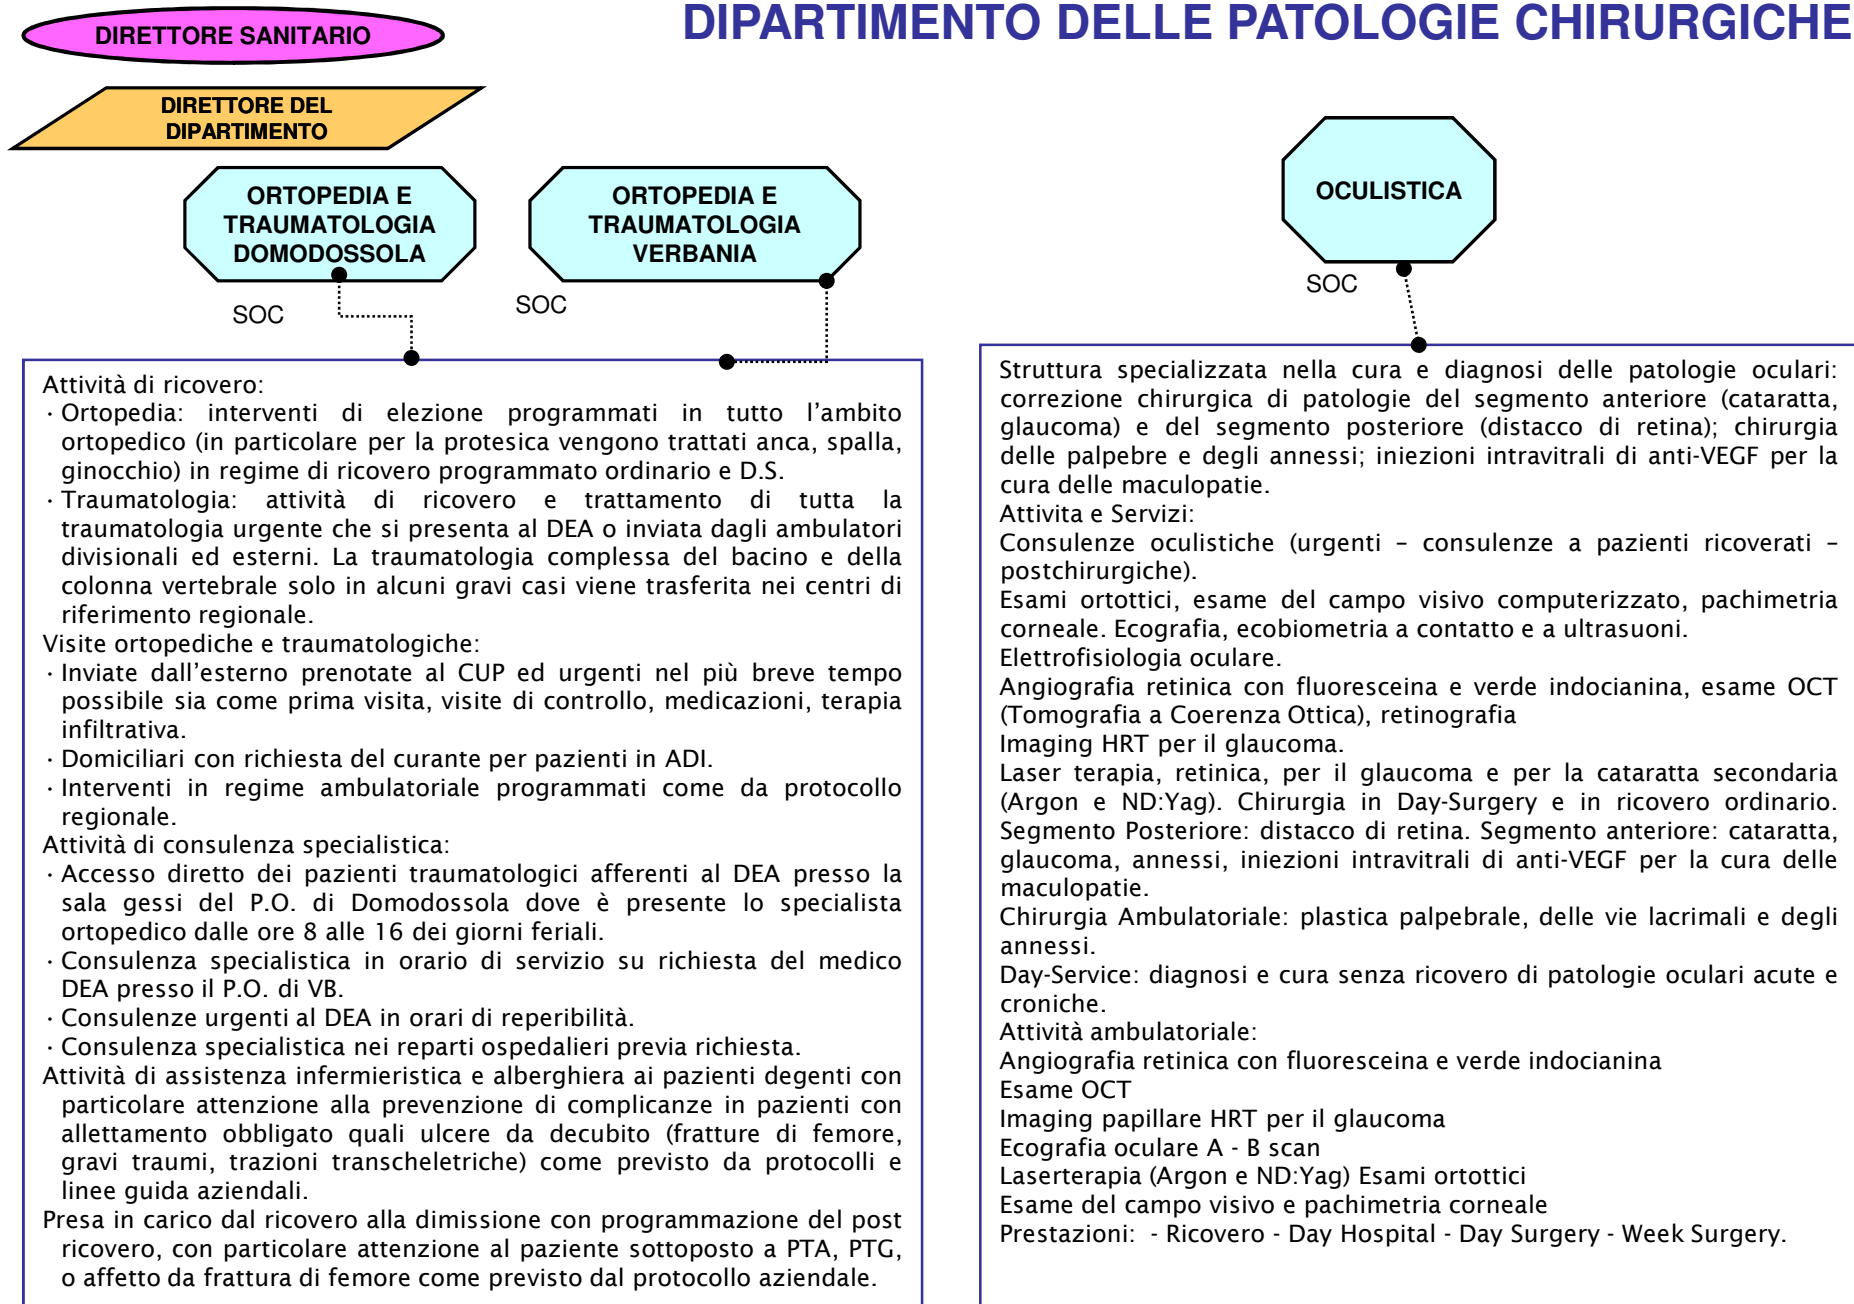 DIPARTIMENTO DELLE PATOLOGIE CHIRURGICHE
DIRETTORE SANITARIO
DIRETTORE DEL
DIPARTIMENTO
ORTOPEDIA E
TRAUMATOLOGIA
DOMODOSSOLA
SOC
ORTOPEDIA E
TRAUMATOLOGIA
VERBANIA
SOC
OCULISTICA
SOC
Attività di ricovero:
· Ortopedia: interventi di elezione programmati in tutto l’ambito
ortopedico (in particolare per la protesica vengono trattati anca, spalla,
ginocchio) in regime di ricovero programmato ordinario e D.S.
· Traumatologia: attività di ricovero e trattamento di tutta la
traumatologia urgente che si presenta al DEA o inviata dagli ambulatori
divisionali ed esterni. La traumatologia complessa del bacino e della
colonna vertebrale solo in alcuni gravi casi viene trasferita nei centri di
riferimento regionale.
Visite ortopediche e traumatologiche:
· Inviate dall’esterno prenotate al CUP ed urgenti nel più breve tempo
possibile sia come prima visita, visite di controllo, medicazioni, terapia
infiltrativa.
· Domiciliari con richiesta del curante per pazienti in ADI.
· Interventi in regime ambulatoriale programmati come da protocollo
regionale.
Attività di consulenza specialistica:
· Accesso diretto dei pazienti traumatologici afferenti al DEA presso la
sala gessi del P.O. di Domodossola dove è presente lo specialista
ortopedico dalle ore 8 alle 16 dei giorni feriali.
· Consulenza specialistica in orario di servizio su richiesta del medico
DEA presso il P.O. di VB.
· Consulenze urgenti al DEA in orari di reperibilità.
· Consulenza specialistica nei reparti ospedalieri previa richiesta.
Attività di assistenza infermieristica e alberghiera ai pazienti degenti con
particolare attenzione alla prevenzione di complicanze in pazienti con
allettamento obbligato quali ulcere da decubito (fratture di femore,
gravi traumi, trazioni transcheletriche) come previsto da protocolli e
linee guida aziendali.
Presa in carico dal ricovero alla dimissione con programmazione del post
ricovero, con particolare attenzione al paziente sottoposto a PTA, PTG,
o affetto da frattura di femore come previsto dal protocollo aziendale.
Struttura specializzata nella cura e diagnosi delle patologie oculari:
correzione chirurgica di patologie del segmento anteriore (cataratta,
glaucoma) e del segmento posteriore (distacco di retina); chirurgia
delle palpebre e degli annessi; iniezioni intravitrali di anti-VEGF per la
cura delle maculopatie.
Attivita e Servizi:
Consulenze oculistiche (urgenti – consulenze a pazienti ricoverati –
postchirurgiche).
Esami ortottici, esame del campo visivo computerizzato, pachimetria
corneale. Ecografia, ecobiometria a contatto e a ultrasuoni.
Elettrofisiologia oculare.
Angiografia retinica con fluoresceina e verde indocianina, esame OCT
(Tomografia a Coerenza Ottica), retinografia
Imaging HRT per il glaucoma.
Laser terapia, retinica, per il glaucoma e per la cataratta secondaria
(Argon e ND:Yag). Chirurgia in Day-Surgery e in ricovero ordinario.
Segmento Posteriore: distacco di retina. Segmento anteriore: cataratta,
glaucoma, annessi, iniezioni intravitrali di anti-VEGF per la cura delle
maculopatie.
Chirurgia Ambulatoriale: plastica palpebrale, delle vie lacrimali e degli
annessi.
Day-Service: diagnosi e cura senza ricovero di patologie oculari acute e
croniche.
Attività ambulatoriale:
Angiografia retinica con fluoresceina e verde indocianina
Esame OCT
Imaging papillare HRT per il glaucoma
Ecografia oculare A - B scan
Laserterapia (Argon e ND:Yag) Esami ortottici
Esame del campo visivo e pachimetria corneale
Prestazioni: - Ricovero - Day Hospital - Day Surgery - Week Surgery.